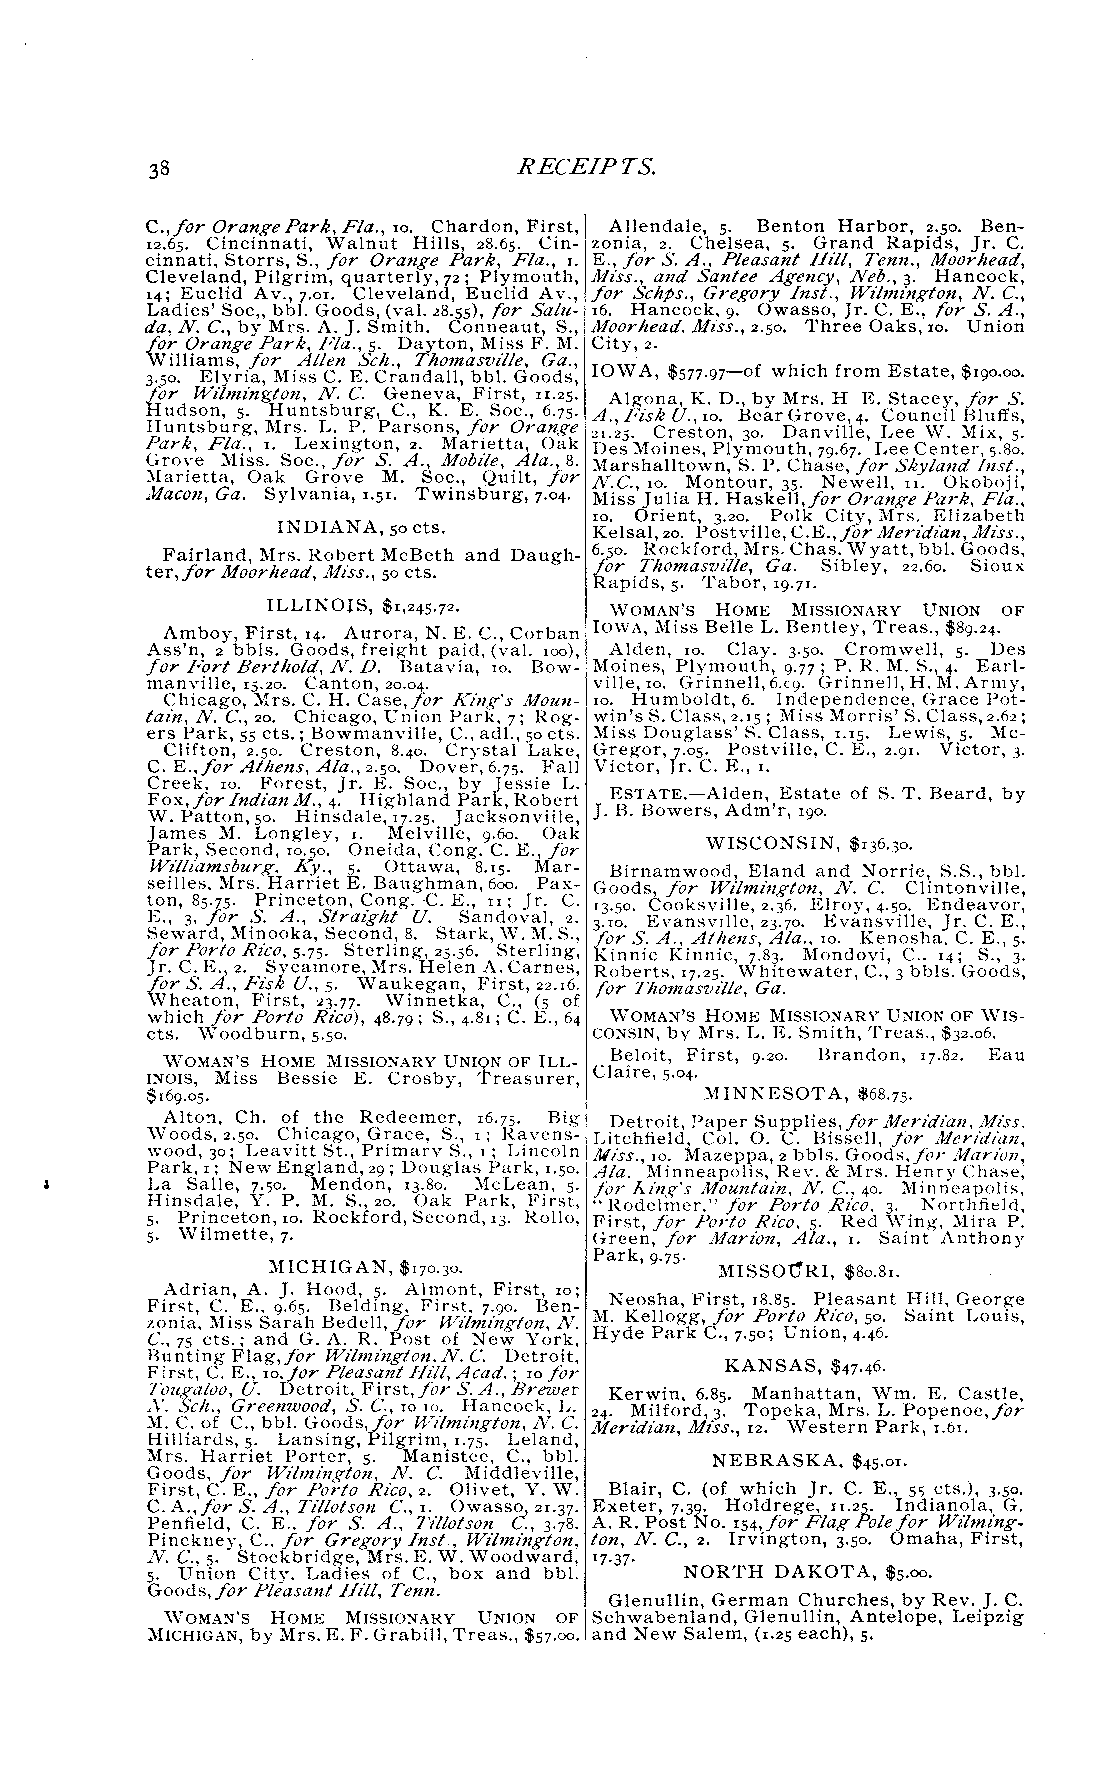 38
RECEIPTS.
C., for Orange Park, Fla., 10. Chardon, First,
12.65. Cincinnati, Walnut Hills, 28.65. Cin-
cinnati, Storrs, S., for Orange Park, Fla., 1.
Cleveland, Pilgrim, quarterly, 72; Plymouth,
14; Euclid Av., 7.01. Cleveland, Euclid Av.,
Ladies' Soc., bbl. Goods, (val. 28.55), for Salu-
da, N. C., by Mrs. A. J. Smith. Conneaut, S.,
for Orange Park, Fla., 5. Dayton, Miss F. M.
Williams, for Allen Sch., Thomasville, Ga.,
3.50. Elyria, Miss C. E. Crandall, bbl. Goods,
for Wilmington, N. C. Geneva, First, 11.25.
Hudson, 5. Huntsburg, C., K. E. Soc., 6.75.
Huntsburg, Mrs. L. P. Parsons, for Orange
Park, Fla., 1. Lexington, 2. Marietta, Oak
Grove Miss. Soc., for S. A., Mobile, Ala., 8.
Marietta, Oak Grove M. Soc., Quilt, for
Macon, Ga. Sylvania, 1.51. Twinsburg, 7.04.
INDIANA, 50 cts.
Fairland, Mrs. Robert McBeth and Daugh-
ter, for Moorhead, Miss., 50 cts.
ILLINOIS, $1,245.72.
Amboy, First, 14. Aurora, N. E. C., Corban
Ass'n, 2 bbls. Goods, freight paid, (val. 100),
for Fort Berthold, N. D. Batavia, 10. Bow-
manville, 15.20. Canton, 20.04.
Chicago, Mrs. C. H. Case, for King's Moun-
tain, N. C., 20. Chicago, Union Park, 7; Rog-
ers Park, 55 cts.; Bowmanville, C., adl., 50 cts.
Clifton, 2.50. Creston, 8.40. Crystal Lake,
C. E., for Athens, Ala., 2.50. Dover, 6.75. Fall
Creek, 10. Forest, Jr. E. Soc., by Jessie L.
Fox, for Indian M., 4. Highland Park, Robert
W. Patton, 50. Hinsdale, 17.25. Jacksonville,
James M. Longley, 1. Melville, 9.60. Oak
Park, Second, 10.50. Oneida, Cong. C. E., for
Williamsburg, Ky., 5. Ottawa, 8.15. Mar-
seilles, Mrs. Harriet E. Baughman, 600. Pax-
ton, 85.75. Princeton, Cong. C. E., 11; Jr. C.
E., 3, for S. A., Straight U. Sandoval, 2.
Seward, Minooka, Second, 8. Stark, W. M. S.,
for Porto Rico, 5.75. Sterling, 25.56. Sterling,
Jr. C. E., 2. Sycamore, Mrs. Helen A. Carnes,
for S. A., Fisk U., 5. Waukegan, First, 22.16.
Wheaton, First, 23.77. Winnetka, C., (5 of
which for Porto Rico), 48.79; S., 4.81; C. E., 64
cts. Woodburn, 5.50.
WOMAN'S HOME MISSIONARY UNION OF ILL-
INOIS, Miss Bessie E. Crosby, Treasurer,
$169.05.
Alton, Ch. of the Redeemer, 16.75. Big
Woods, 2.50. Chicago, Grace, S., 1; Ravens-
wood, 30; Leavitt St., Primary S., 1; Lincoln
Park, 1; New England, 29; Douglas Park, 1.50.
La Salle, 7.50. Mendon, 13.80. McLean, 5.
Hinsdale, Y. P. M. S., 20. Oak Park, First,
5. Princeton, 10. Rockford, Second, 13. Rollo,
5. Wilmette, 7.
MICHIGAN, $170.30.
Adrian, A. J. Hood, 5. Almont, First, 10;
First, C. E., 9.65. Belding, First, 7.90. Ben-
zonia, Miss Sarah Bedell, for Wilmington, N.
C., 75 cts.; and G. A. R. Post of New York,
Bunting Flag, for Wilmington, N. C. Detroit,
First, C. E., 10, for Pleasant Hill, Acad.; 10 for
Tougaloo, U. Detroit, First, for S. A., Brewer
N. Sch., Greenwood, S. C., 10 10. Hancock, L.
M. C. of C., bbl. Goods, for Wilmington, N. C.
Hilliards, 5. Lansing, Pilgrim, 1.75. Leland,
Mrs. Harriet Porter, 5. Manistee, C., bbl.
Goods, for Wilmington, N. C. Middleville,
First, C. E., for Porto Rico, 2. Olivet, Y. W.
C. A., for S. A., Tillotson C., 1. Owasso, 21.37.
Penfield, C. E., for S. A., Tillotson C., 3.78.
Pinckney, C., for Gregory Inst., Wilmington,
N. C., 5. Stockbridge, Mrs. E. W. Woodward,
5. Union City, Ladies of C., box and bbl.
Goods, for Pleasant Hill, Tenn.
WOMAN'S HOME MISSIONARY UNION OF
MICHIGAN, by Mrs. E. F. Grabill, Treas., $57.00.
Allendale, 5. Benton Harbor, 2.50. Ben-
zonia, 2. Chelsea, 5. Grand Rapids, Jr. C.
E., for S. A., Pleasant Hill, Tenn., Moorhead,
Miss., and Santee Agency, Neb., 3. Hancock,
for Schps., Gregory Inst., Wilmington, N. C.,
16. Hancock, 9. Owasso, Jr. C. E., for S. A.,
Moorhead, Miss., 2.50. Three Oaks, 10. Union
City, 2.
IOWA, $577.97—of which from Estate, $190.00.
Algona, K. D., by Mrs. H E. Stacey, for S.
A., Fisk U., 10. Bear Grove, 4. Council Bluffs,
21.25. Creston, 30. Danville, Lee W. Mix, 5.
Des Moines, Plymouth, 79.67. Lee Center, 5.80.
Marshalltown, S. P. Chase, for Skyland Inst.,
N.C., 10. Montour, 35. Newell, 11. Okoboji,
Miss Julia H. Haskell, for Orange Park, Fla.,
10. Orient, 3.20. Polk City, Mrs. Elizabeth
Kelsal, 20. Postville, C.E., for Meridian, Miss.,
6.50. Rockford, Mrs. Chas. Wyatt, bbl. Goods,
for Thomasville, Ga. Sibley, 22.60. Sioux
Rapids, 5. Tabor, 19.71.
WOMAN'S HOME MISSIONARY UNION OF
IOWA, Miss Belle L. Bentley, Treas., $89.24.
Alden, 10. Clay. 3.50. Cromwell, 5. Des
Moines, Plymouth, 9.77; P. R. M. S., 4. Earl-
ville, 10. Grinnell, 6.09. Grinnell, H. M. Army,
10. Humboldt, 6. Independence, Grace Pot-
win's S. Class, 2.15; Miss Morris' S. Class, 2.62;
Miss Douglass' S. Class, 1.15. Lewis, 5. Mc-
Gregor, 7.05. Postville, C. E., 2.91. Victor, 3.
Victor, Jr. C. E., 1.
ESTATE.—Alden, Estate of S. T. Beard, by
J. B. Bowers, Adm'r, 190.
WISCONSIN, $136.30.
Birnamwood, Eland and Norrie, S.S., bbl.
Goods, for Wilmington, N. C. Clintonville,
13.50. Cooksville, 2.36. Elroy, 4.50. Endeavor,
3.10. Evansville, 23.70. Evansville, Jr. C. E.,
for S. A., Athens, Ala., 10. Kenosha, C. E., 5.
Kinnic Kinnic, 7.83. Mondovi, C., 14; S., 3.
Roberts, 17.25. Whitewater, C., 3 bbls. Goods,
for Thomasville, Ga.
WOMAN'S HOME MISSIONARY UNION OF WIS-
CONSIN, by Mrs. L. E. Smith, Treas., $32.06.
Beloit, First, 9.20. Brandon, 17.82. Eau
Claire, 5.04.
MINNESOTA, $68.75.
Detroit, Paper Supplies, for Meridian, Miss.
Litchfield, Col. O. C. Bissell, for Meridian,
Miss., 10. Mazeppa, 2 bbls. Goods, for Marion,
Ala. Minneapolis, Rev. & Mrs. Henry Chase,
for King's Mountain, N. C., 40. Minneapolis,
"Rodelmer," for Porto Rico, 3. Northfield,
First, for Porto Rico, 5. Red Wing, Mira P.
Green, for Marion, Ala., 1. Saint Anthony
Park, 9.75.
MISSOURI, $80.81.
Neosha, First, 18.85. Pleasant Hill, George
M. Kellogg, for Porto Rico, 50. Saint Louis,
Hyde Park C., 7.50; Union, 4.46.
KANSAS, $47.46.
Kerwin, 6.85. Manhattan, Wm. E. Castle,
24. Milford, 3. Topeka, Mrs. L. Popenoe, for
Meridian, Miss., 12. Western Park, 1.61.
NEBRASKA, $45.01.
Blair, C. (of which Jr. C. E., 55 cts.), 3.50.
Exeter, 7.39. Holdrege, 11.25. Indianola, G.
A. R. Post No. 154, for Flag Pole for Wilming-
ton, N. C., 2. Irvington, 3.50. Omaha, First,
17.37.
NORTH DAKOTA, $5.00.
Glenullin, German Churches, by Rev. J. C.
Schwabenland, Glenullin, Antelope, Leipzig
and New Salem, (1.25 each), 5.